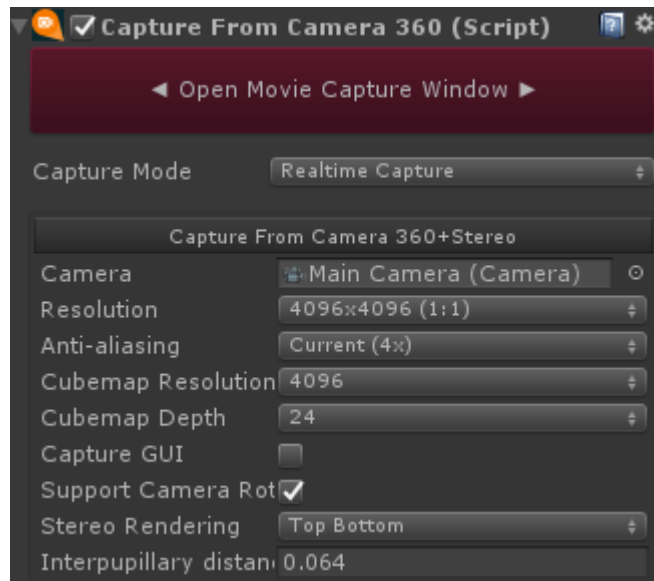 Capture From Camera 360 (Script)
◄ Open Movie Capture Window ►
Capture Mode Realtime Capture
Capture From Camera 360+Stereo
Camera Main Camera (Camera)
Resolution 4096x4096 (1:1)
Anti-aliasing Current (4x)
Cubemap Resolution 4096
Cubemap Depth 24
Capture GUI
Support Camera Rot
Stereo Rendering Top Bottom
Interpupillary distan 0.064